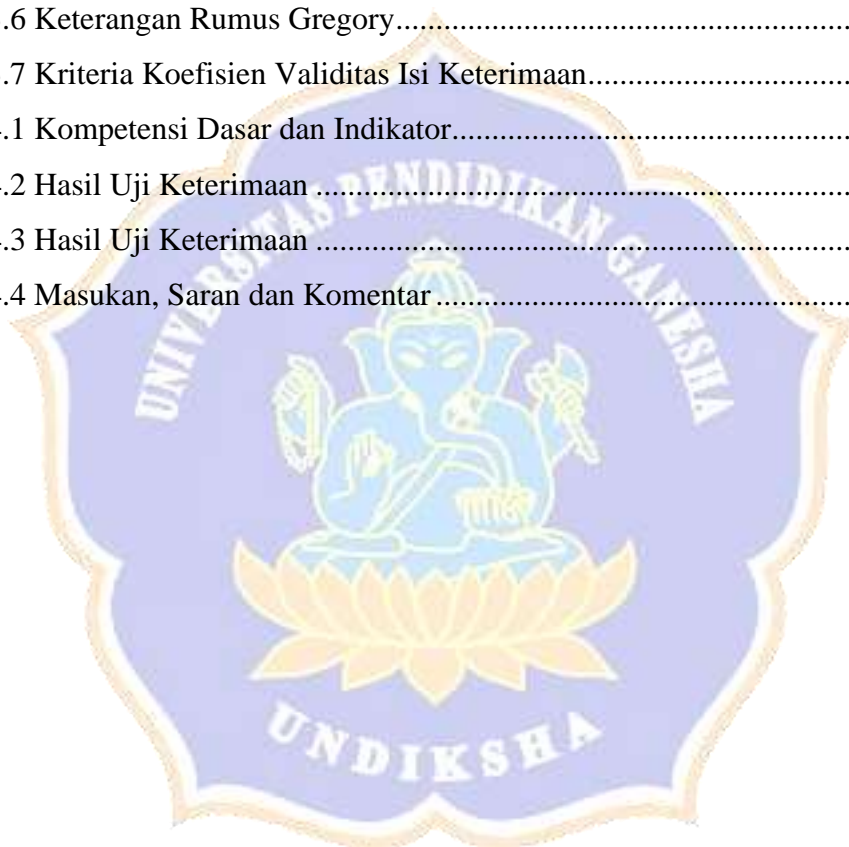 .6 Keterangan Rumus Gregory......................................................
.7 Kriteria Koefisien Validitas Isi Keterimaan...............................
.1 Kompetensi Dasar dan Indikator...............................................
.2 Hasil Uji Keterimaan ................................................................
.3 Hasil Uji Keterimaan ................................................................
.4 Masukan, Saran dan Komentar .................................................
UNIVERSITAS PENDIDIKAN GANESHA
UNDIKSHA